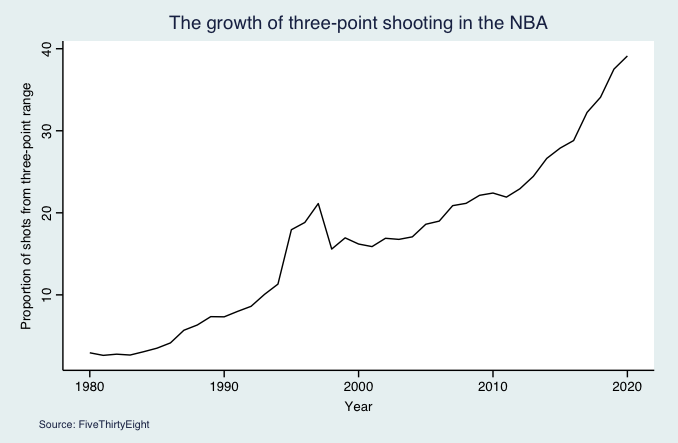 The growth of three-point shooting in the NBA
Proportion of shots from three-point range
40
30
20
10
1980 1990 2000 2010 2020
Year
Source: FiveThirtyEight